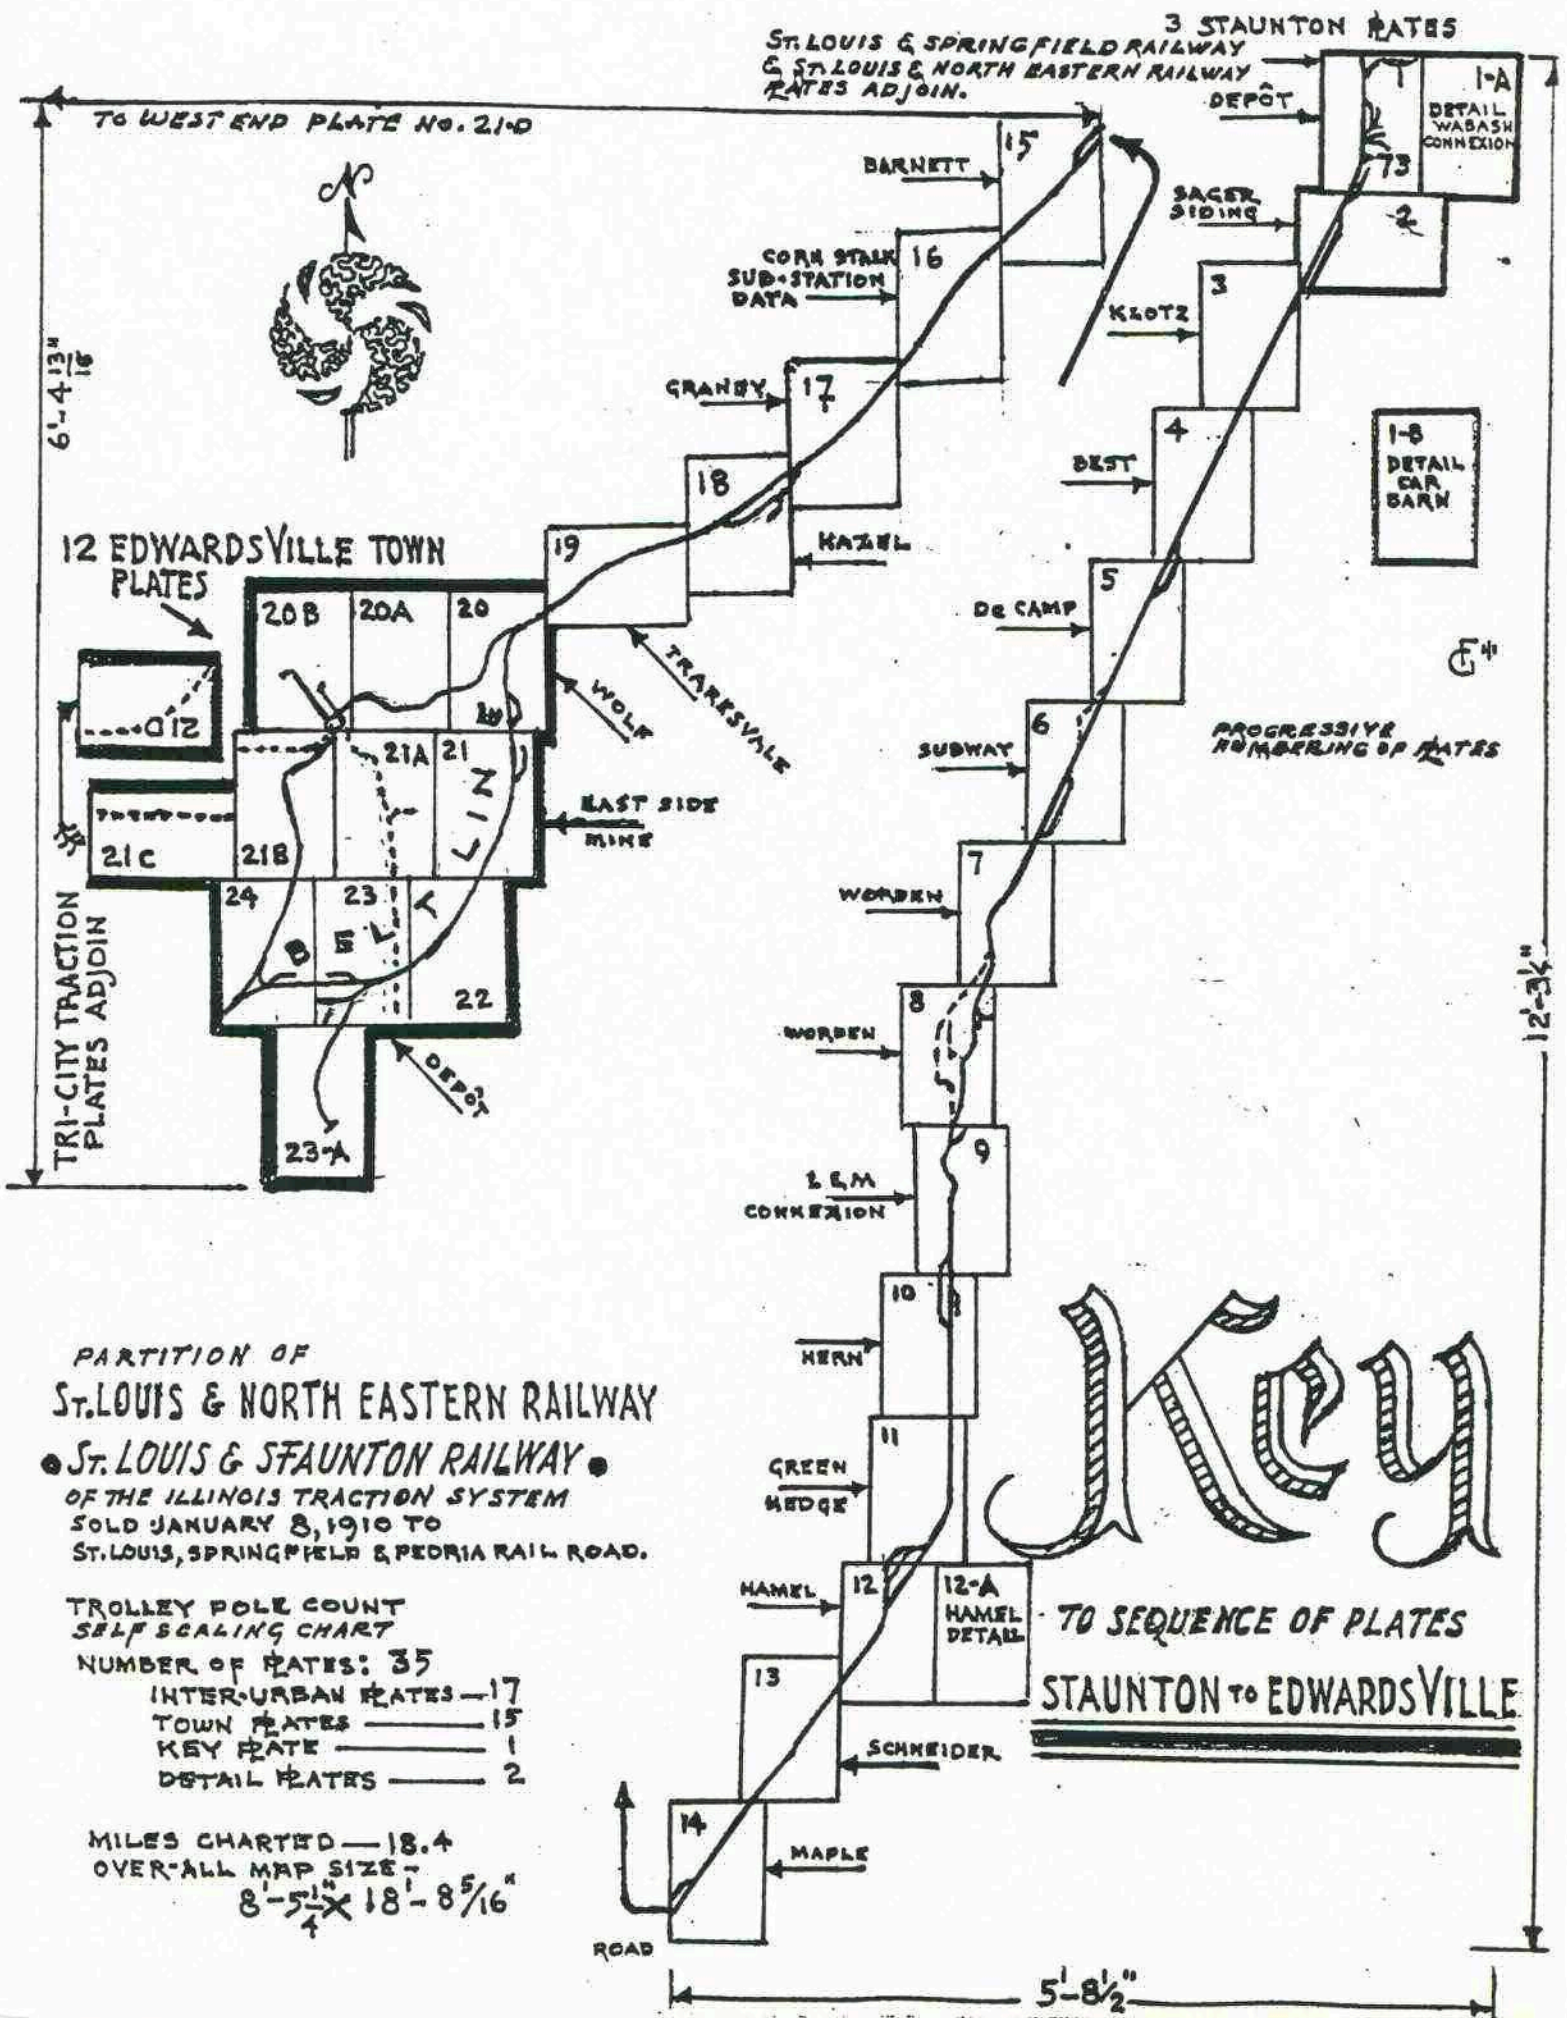 3 STAUNTON PLATES
ST. LOUIS & SPRINGFIELD RAILWAY
& ST. LOUIS & NORTH EASTERN RAILWAY
PLATES ADJOIN.
DEPÔT
1
1-A
DETAIL
WABASH
CONNEXION
73
TO WEST END PLATE NO. 21-D
N
15
BARNETT
SAGER
SIDING
2
CORN STALK
SUB-STATION
DATA
16
3
KLOTZ
6'-4 13/16"
GRANEY
17
4
BEST
1-B
DETAIL
CAR
BARN
18
HAZEL
12 EDWARDSVILLE TOWN
PLATES
19
5
De CAMP
20B
20A
20
TRARESVALE
WOLF
21D
6
SUBWAY
PROGRESSIVE
NUMBERING OF PLATES
21A
21
BELT LINE
EAST SIDE
MINE
21C
21B
7
WORDEN
24
23
22
TRI-CITY TRACTION
PLATES ADJOIN
12'-3¼"
8
WORDEN
DEPÔT
23-A
9
L & M
CONNEXION
10
HERN
PARTITION OF
ST. LOUIS & NORTH EASTERN RAILWAY
• ST. LOUIS & STAUNTON RAILWAY •
OF THE ILLINOIS TRACTION SYSTEM
SOLD JANUARY 8, 1910 TO
ST. LOUIS, SPRINGFIELD & PEORIA RAIL ROAD.
11
GREEN
HEDGE
Key
HAMEL
12
12-A
HAMEL
DETAIL
TO SEQUENCE OF PLATES
STAUNTON TO EDWARDSVILLE
TROLLEY POLE COUNT
SELF SCALING CHART
NUMBER OF PLATES: 35
INTER-URBAN PLATES — 17
TOWN PLATES — 15
KEY PLATE — 1
DETAIL PLATES — 2
13
SCHNEIDER
14
MAPLE
MILES CHARTED — 18.4
OVER-ALL MAP SIZE -
8'-5¼" X 18'-8 5/16"
ROAD
5'-8½"